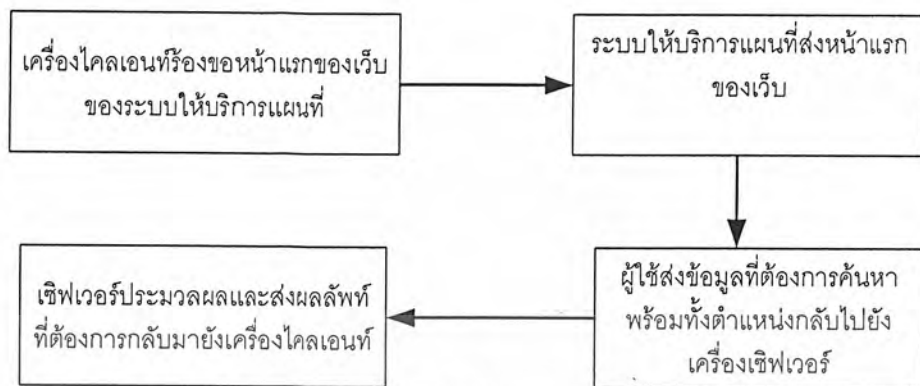 เครื่องไคลเอนท์ร้องขอหน้าแรกของเว็บ
ของระบบให้บริการแผนที่
ระบบให้บริการแผนที่ส่งหน้าแรก
ของเว็บ
ผู้ใช้ส่งข้อมูลที่ต้องการค้นหา
พร้อมทั้งตำแหน่งกลับไปยัง
เครื่องเซิฟเวอร์
เซิฟเวอร์ประมวลผลและส่งผลลัพท์
ที่ต้องการกลับมายังเครื่องไคลเอนท์